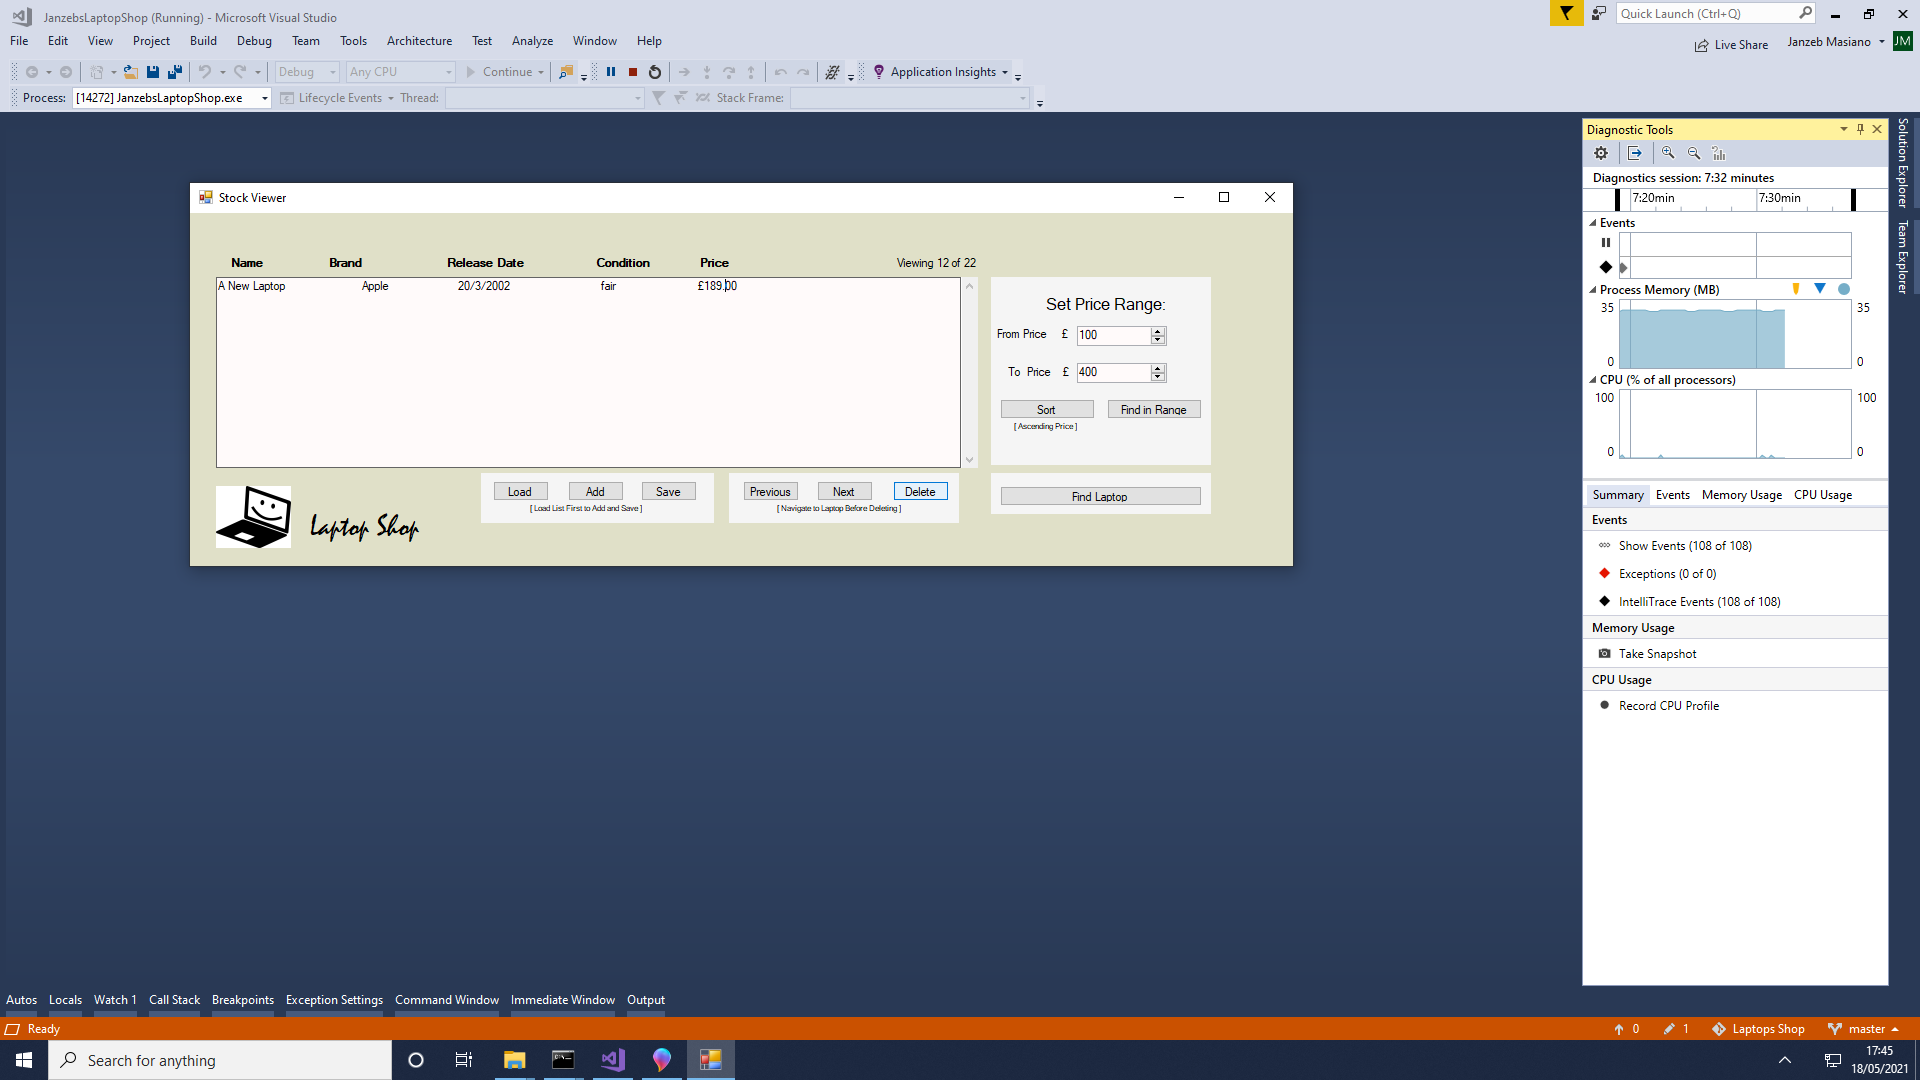 JanzebsLaptopShop (Running) - Microsoft Visual Studio
Quick Launch (Ctrl+Q)
File Edit View Project Build Debug Team Tools Architecture Test Analyze Window Help
Live Share Janzeb Masiano JM
Debug Any CPU Continue Application Insights
Process: [14272] JanzebsLaptopShop.exe Lifecycle Events Thread: Stack Frame:
Diagnostic Tools
Diagnostics session: 7:32 minutes
7:20min 7:30min
Events
Process Memory (MB)
35 35
0 0
CPU (% of all processors)
100 100
0 0
Summary Events Memory Usage CPU Usage
Events
Show Events (108 of 108)
Exceptions (0 of 0)
IntelliTrace Events (108 of 108)
Memory Usage
Take Snapshot
CPU Usage
Record CPU Profile
Solution Explorer
Team Explorer
Stock Viewer
Name Brand Release Date Condition Price Viewing 12 of 22
A New Laptop Apple 20/3/2002 fair £189.00
Set Price Range:
From Price £ 100
To Price £ 400
Sort Find in Range
[ Ascending Price ]
Load Add Save Previous Next Delete Find Laptop
[ Load List First to Add and Save ] [ Navigate to Laptop Before Deleting ]
Laptop Shop
Autos Locals Watch 1 Call Stack Breakpoints Exception Settings Command Window Immediate Window Output
Ready 0 1 Laptops Shop master
Search for anything
17:45
18/05/2021